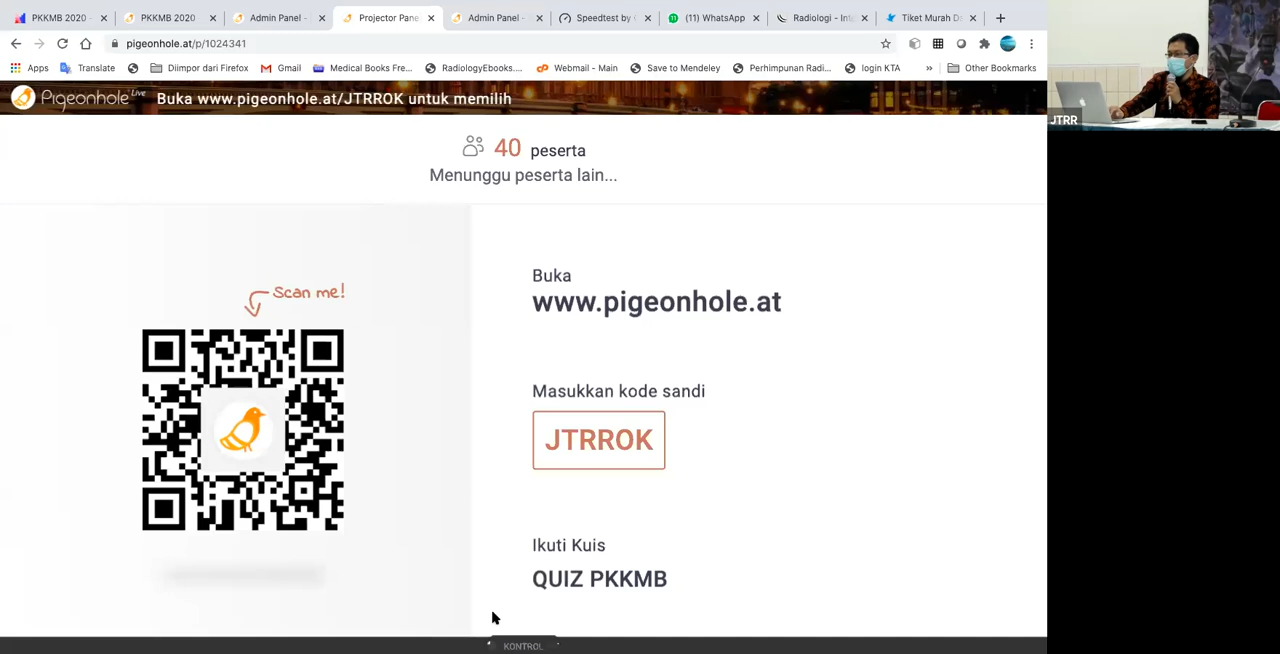 PKKMB 2020 -
PKKMB 2020
Admin Panel -
Projector Pane
Admin Panel -
Speedtest by
(11) WhatsApp
Radiologi - Int
Tiket Murah D
pigeonhole.at/p/1024341
Apps
Translate
Diimpor dari Firefox
Gmail
Medical Books Fre...
RadiologyEbooks....
Webmail - Main
Save to Mendeley
Perhimpunan Radi...
login KTA
»
Other Bookmarks
Pigeonhole Live
Buka www.pigeonhole.at/JTRROK untuk memilih
JTRR
40 peserta
Menunggu peserta lain...
Scan me!
Buka
www.pigeonhole.at
Masukkan kode sandi
JTRROK
Ikuti Kuis
QUIZ PKKMB
KONTROL